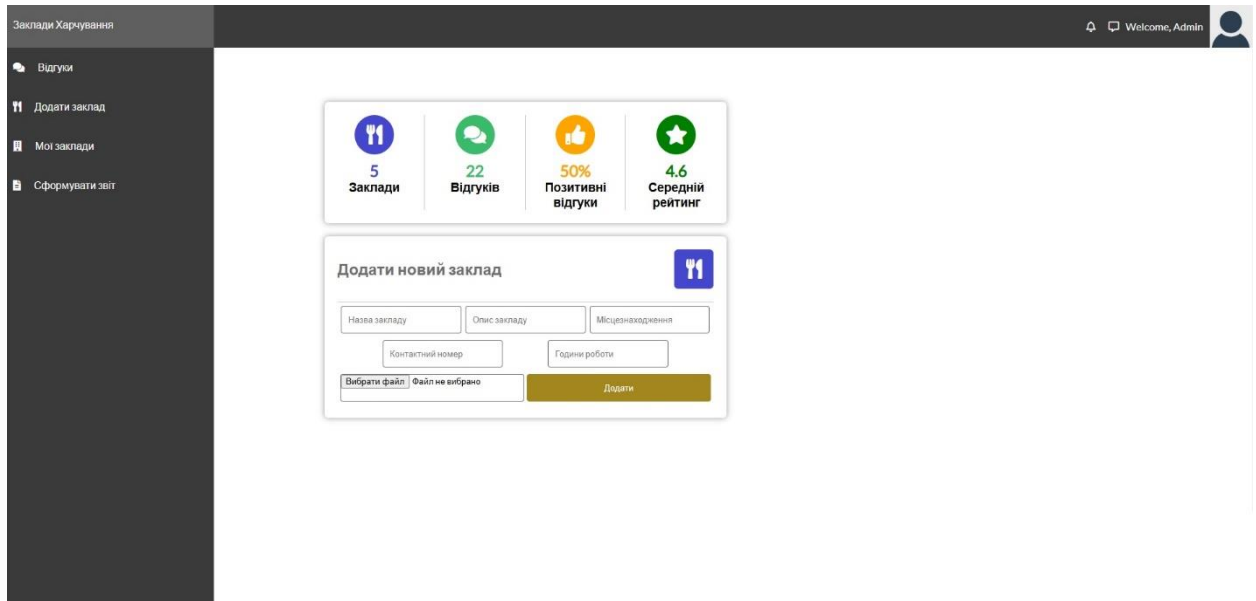 Заклади Харчування
Welcome, Admin
Відгуки
Додати заклад
Мої заклади
Сформувати звіт
5
Заклади
22
Відгуків
50%
Позитивні
відгуки
4.6
Середній
рейтинг
Додати новий заклад
Назва закладу
Опис закладу
Місцезнаходження
Контактний номер
Години роботи
Вибрати файл Файл не вибрано
Додати